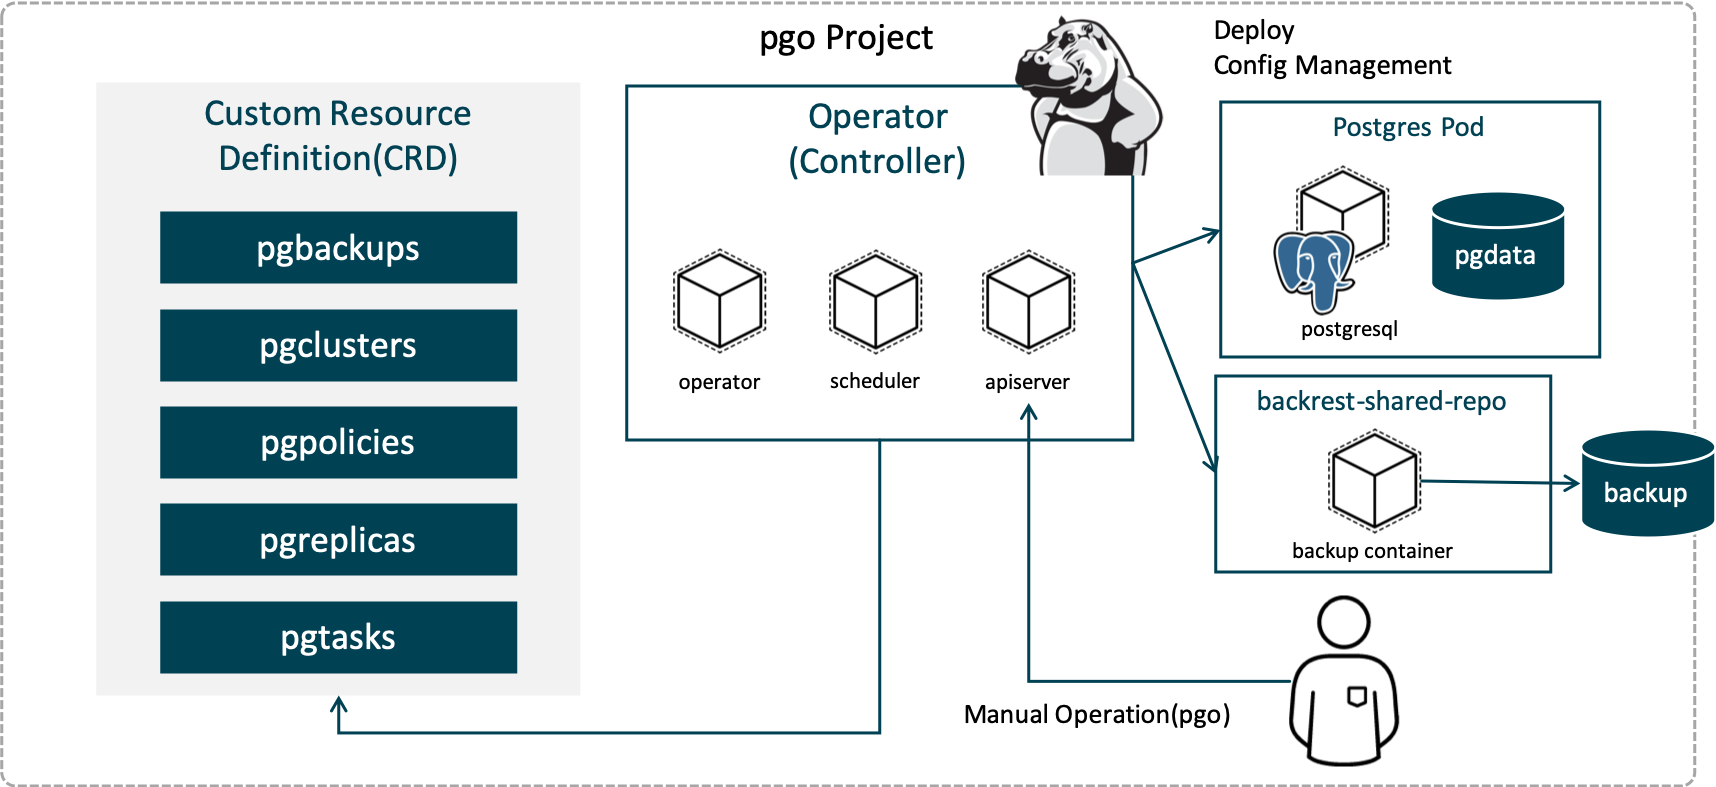 pgo Project
Deploy
Config Management
Custom Resource
Definition(CRD)
pgbackups
pgclusters
pgpolicies
pgreplicas
pgtasks
Operator
(Controller)
operator
scheduler
apiserver
Postgres Pod
postgresql
pgdata
backrest-shared-repo
backup container
backup
Manual Operation(pgo)